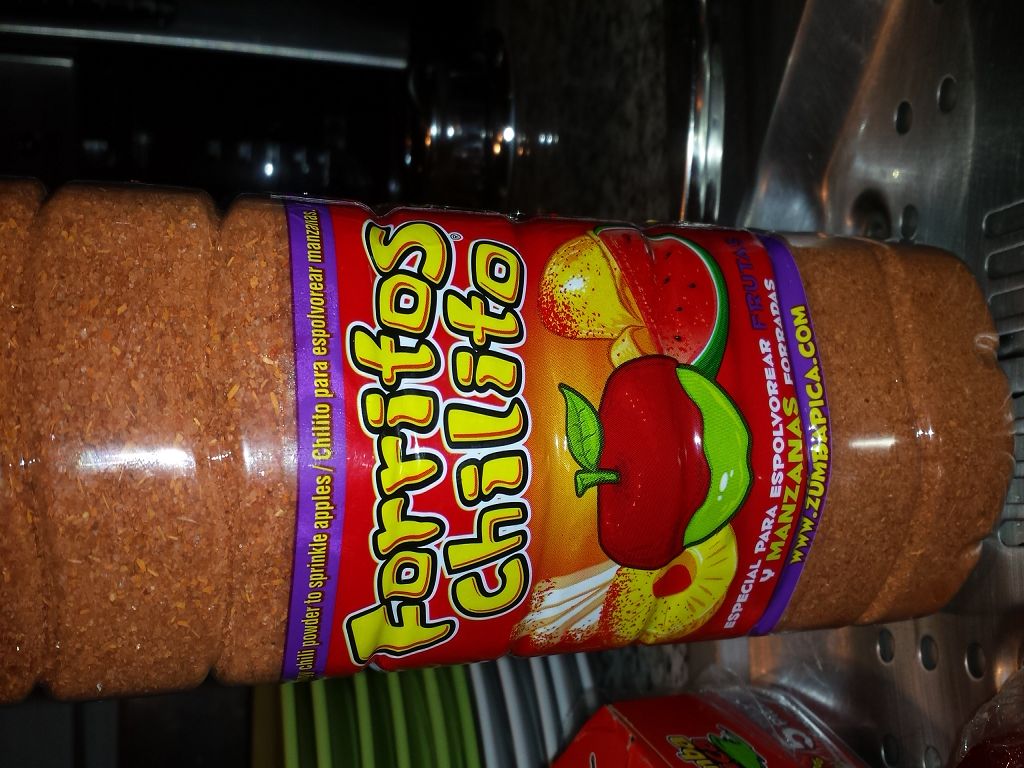 chili powder to sprinkle apples / Chilito para espolvorear manzanas
Forritos®
Chilito
ESPECIAL PARA ESPOLVOREAR FRUTAS
Y MANZANAS FORRADAS
WWW.ZUMBAPICA.COM